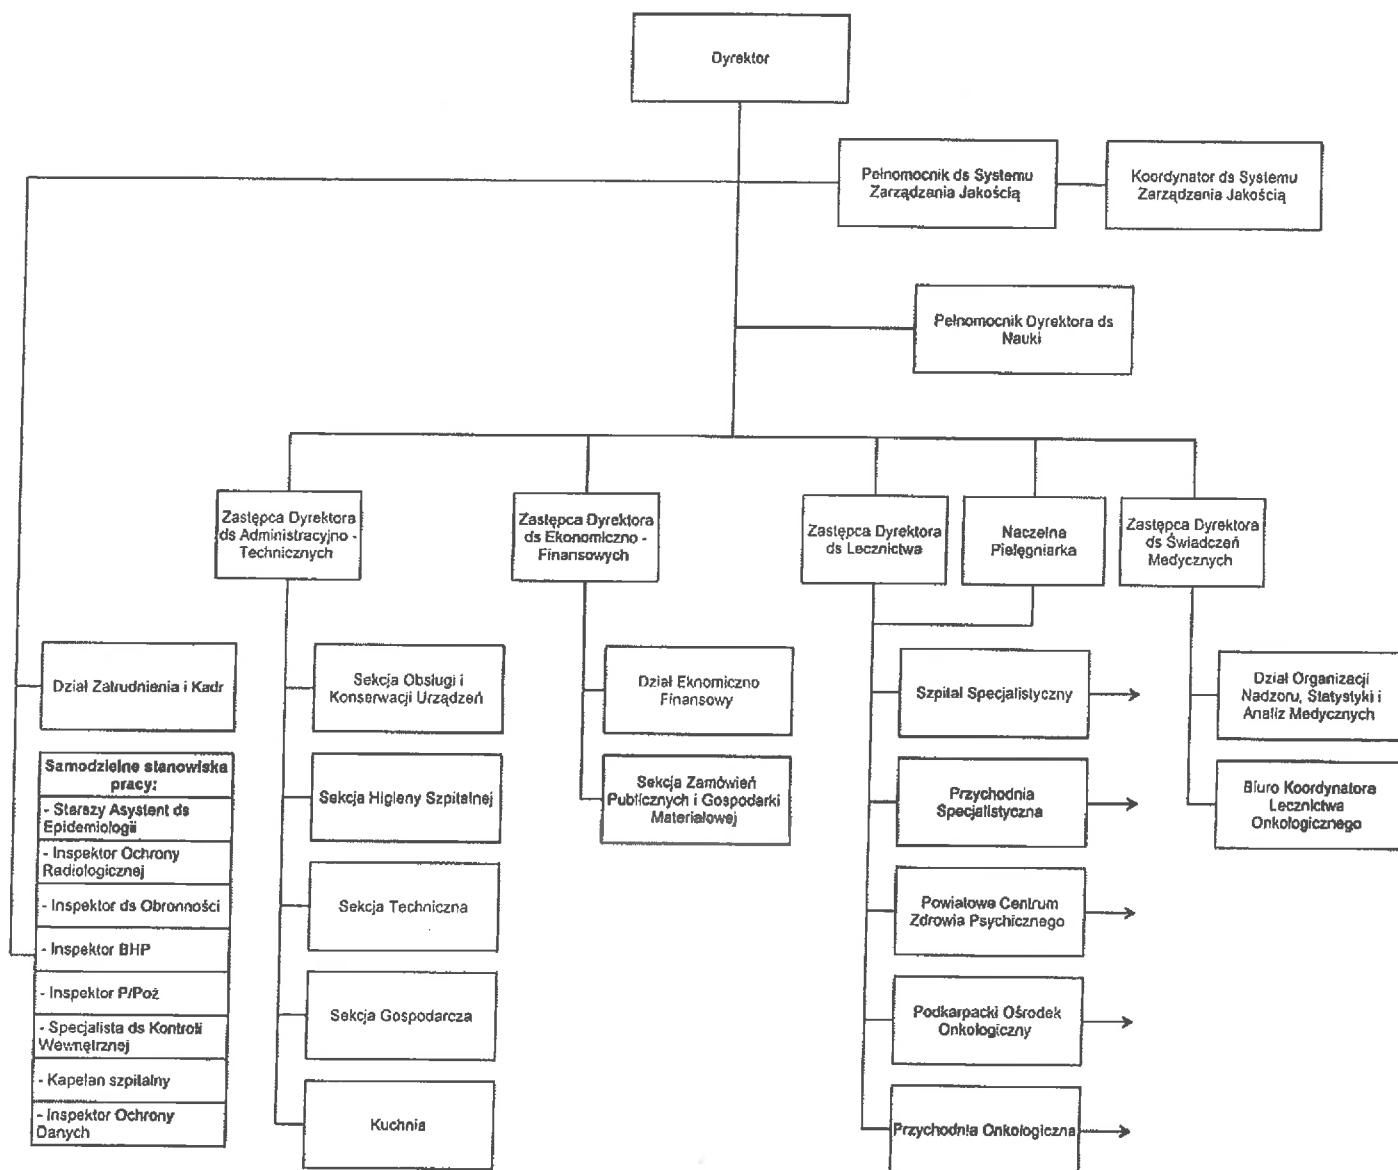 Dyrektor
Pełnomocnik ds Systemu
Zarządzania Jakością
Koordynator ds Systemu
Zarządzania Jakością
Pełnomocnik Dyrektora ds
Nauki
Zastępca Dyrektora
ds Administracyjno -
Technicznych
Zastępca Dyrektora
ds Ekonomiczno -
Finansowych
Zastępca Dyrektora
ds Lecznictwa
Naczelna
Pielęgniarka
Zastępca Dyrektora
ds Świadczeń
Medycznych
Dział Zatrudnienia i Kadr
Samodzielne stanowiska
pracy:
- Starszy Asystent ds
Epidemiologii
- Inspektor Ochrony
Radiologicznej
- Inspektor ds Obronności
- Inspektor BHP
- Inspektor P/Poż
- Specjalista ds Kontroli
Wewnętrznej
- Kapelan szpitalny
- Inspektor Ochrony
Danych
Sekcja Obsługi i
Konserwacji Urządzeń
Sekcja Higieny Szpitalnej
Sekcja Techniczna
Sekcja Gospodarcza
Kuchnia
Dział Eknomiczno
Finansowy
Sekcja Zamówień
Publicznych i Gospodarki
Materiałowej
Szpital Specjalistyczny
Przychodnia
Specjalistyczna
Powiatowe Centrum
Zdrowia Psychicznego
Podkarpacki Ośrodek
Onkologiczny
Przychodnia Onkologiczna
Dział Organizacji
Nadzoru, Statystyki i
Analiz Medycznych
Biuro Koordynatora
Lecznictwa
Onkologicznego